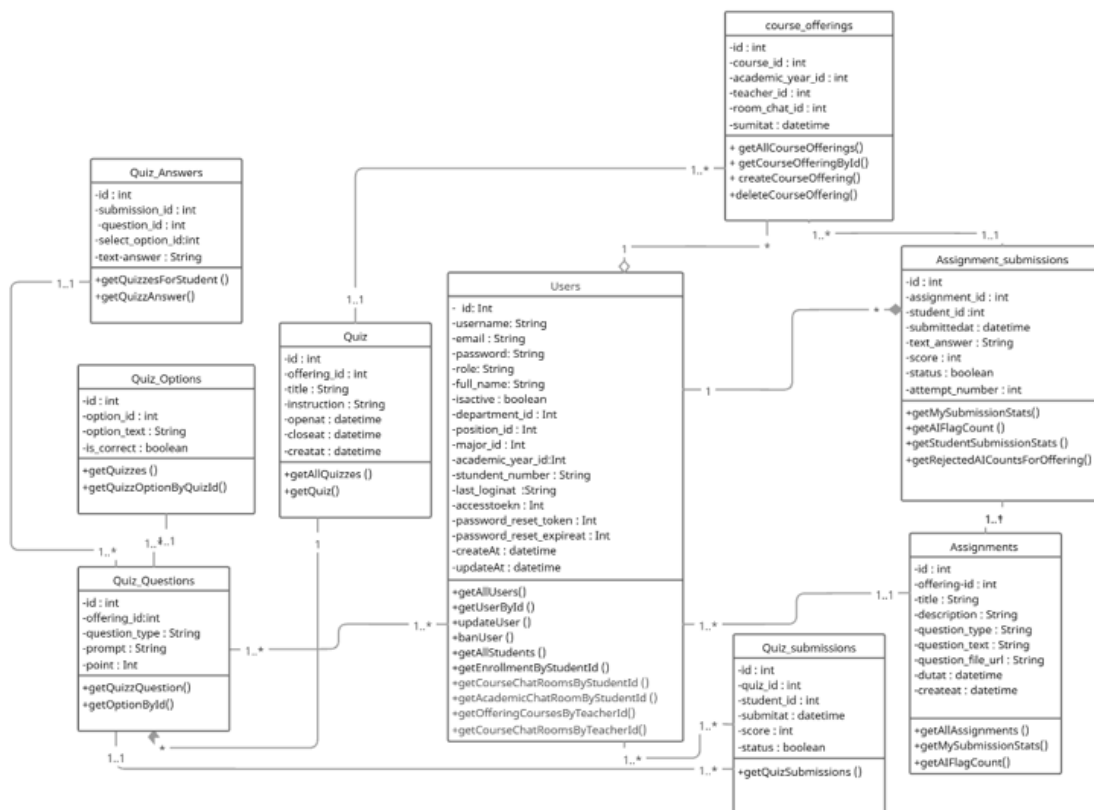 course_offerings
-id : int
-course_id : int
-academic_year_id : int
-teacher_id : int
-room_chat_id : int
-sumitat : datetime
+ getAllCourseOfferings()
+ getCourseOfferingById()
+ createCourseOffering()
+deleteCourseOffering()
1..*
1..1
1
*
1..*
1..1
Quiz_Answers
-id : int
-submission_id : int
-question_id : int
-select_option_id:int
-text-answer : String
+getQuizzesForStudent ()
+getQuizzAnswer()
1..1
1..*
Quiz_Options
-id : int
-option_id : int
-option_text : String
-is_correct : boolean
+getQuizzes ()
+getQuizzOptionByQuizId()
Quiz
-id : int
-offering_id : int
-title : String
-instruction : String
-openat : datetime
-closeat : datetime
-creatat : datetime
+getAllQuizzes ()
+getQuiz()
1
*
Users
- id: Int
-username: String
-email : String
-password: String
-role: String
-full_name: String
-isactive : boolean
-department_id : Int
-position_id : Int
-major_id : Int
-academic_year_id:Int
-stundent_number : String
-last_loginat :String
-accesstoekn : Int
-password_reset_token : Int
-password_reset_expireat : Int
-createAt : datetime
-updateAt : datetime
+getAllUsers()
+getUserById ()
+updateUser ()
+banUser ()
+getAllStudents ()
+getEnrollmentByStudentId ()
+getCourseChatRoomsByStudentId ()
+getAcademicChatRoomByStudentId ()
+getOfferingCoursesByTeacherId()
+getCourseChatRoomsByTeacherId()
1
*
Assignment_submissions
-id : int
-assignment_id : int
-student_id :int
-submittedat : datetime
-text_answer : String
-score : int
-status : boolean
-attempt_number : int
+getMySubmissionStats()
+getAIFlagCount ()
+getStudentSubmissionStats ()
+getRejectedAICountsForOffering()
Quiz_Questions
-id : int
-offering_id:int
-question_type : String
-prompt : String
-point : Int
+getQuizzQuestion()
+getOptionById()
1..*
1..*
1..*
1..1
Assignments
-id : int
-offering-id : int
-title : String
-description : String
-question_type : String
-question_text : String
-question_file_url : String
-dutat : datetime
-createat : datetime
+getAllAssignments ()
+getMySubmissionStats()
+getAIFlagCount()
Quiz_submissions
-id : int
-quiz_id : int
-student_id : int
-submitat : datetime
-score : int
-status : boolean
+getQuizSubmissions ()
1..*
1..*
1..1
1..*